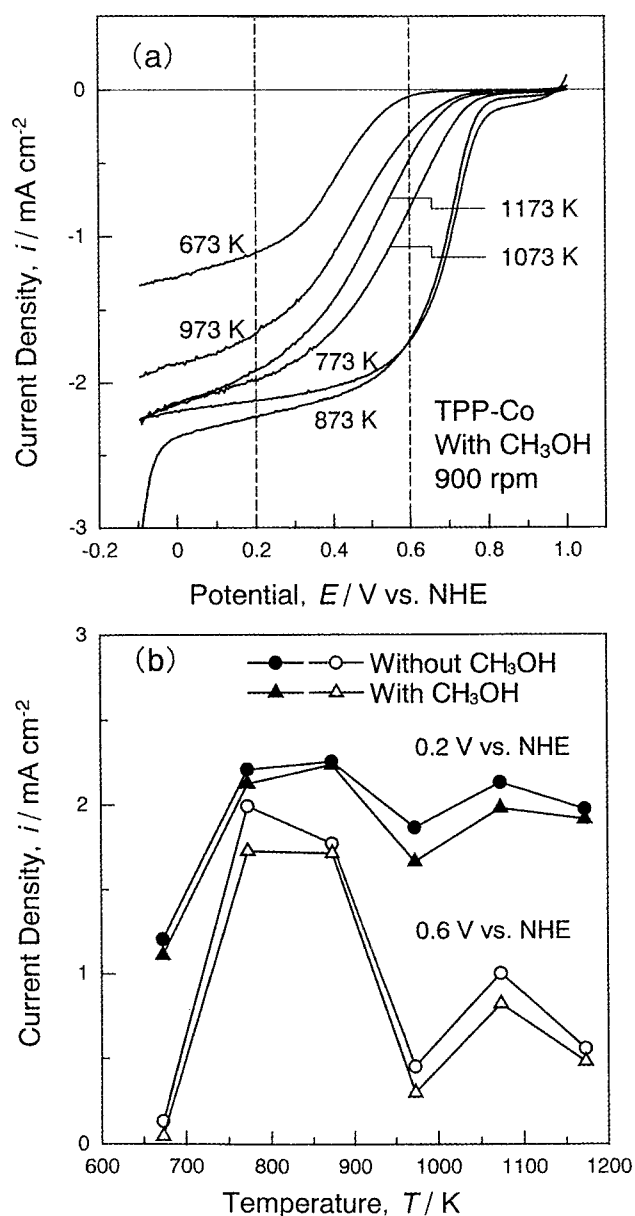 (a)
0
-1
-2
-3
Current Density, i / mA cm-2
673 K
973 K
773 K
873 K
1173 K
1073 K
TPP-Co
With CH3OH
900 rpm
-0.2 0 0.2 0.4 0.6 0.8 1.0
Potential, E / V vs. NHE
(b)
Without CH3OH
With CH3OH
0.2 V vs. NHE
0.6 V vs. NHE
3
2
1
0
Current Density, i / mA cm-2
600 700 800 900 1000 1100 1200
Temperature, T / K